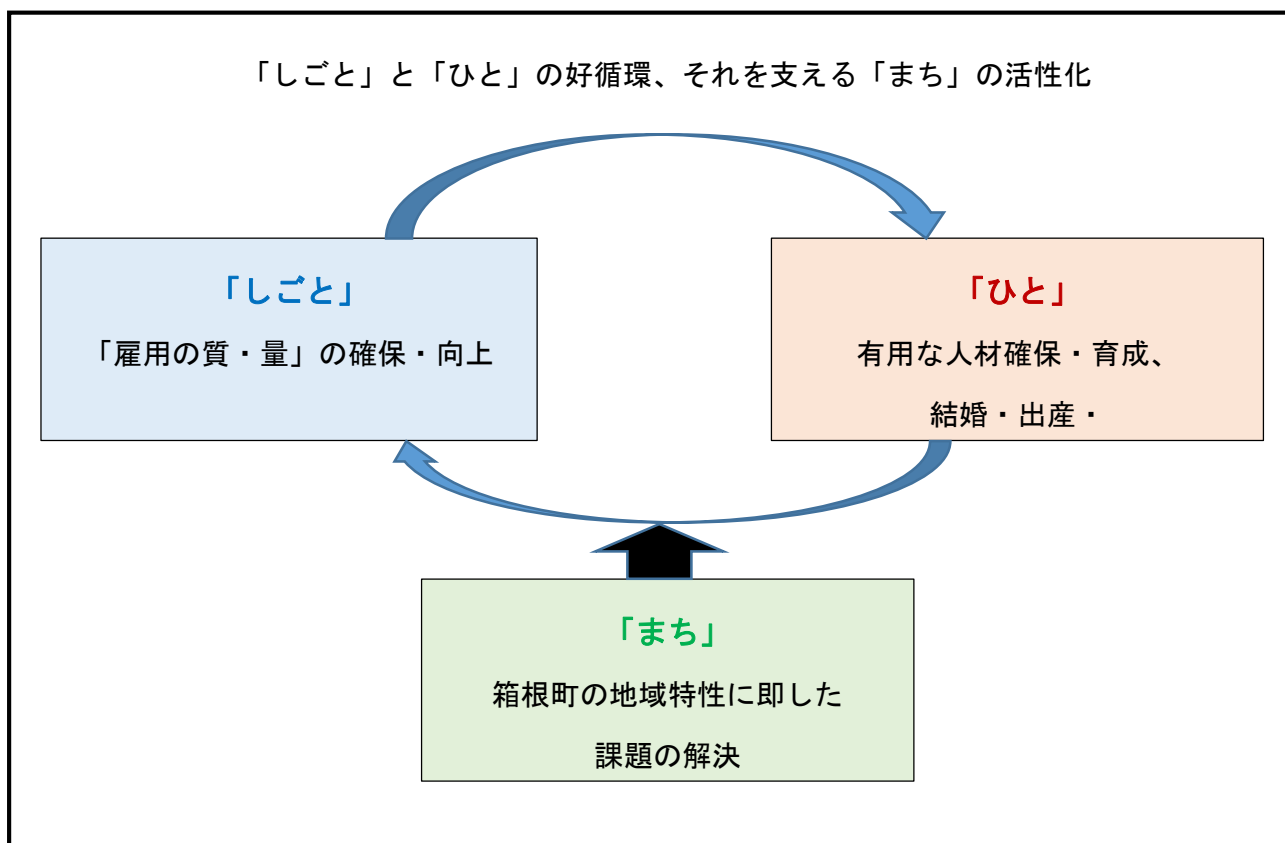 「しごと」と「ひと」の好循環、それを支える「まち」の活性化
「しごと」
「雇用の質・量」の確保・向上
「ひと」
有用な人材確保・育成、
結婚・出産・
「まち」
箱根町の地域特性に即した
課題の解決